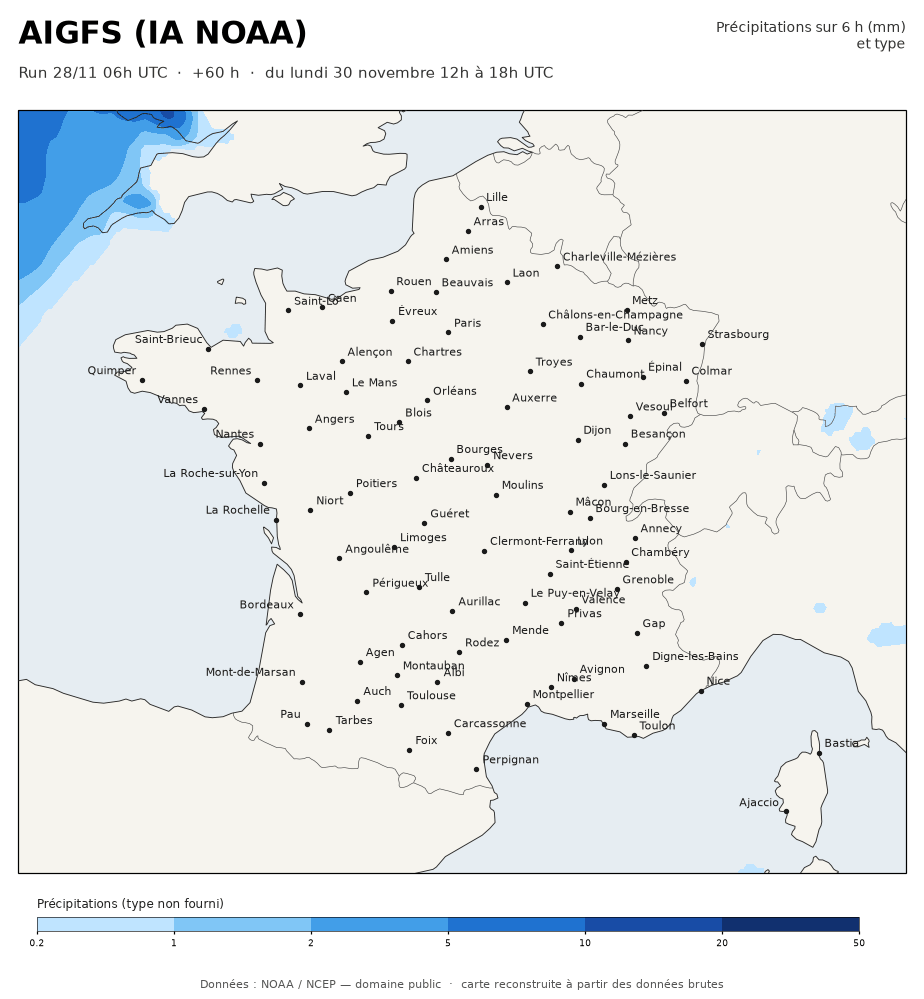 AIGFS (IA NOAA)
Précipitations sur 6 h (mm)
et type
Run 28/11 06h UTC · +60 h · du lundi 30 novembre 12h à 18h UTC
Lille
Arras
Amiens
Charleville-Mézières
Laon
Rouen
Beauvais
Saint-Lô
Caen
Metz
Évreux
Châlons-en-Champagne
Paris
Bar-le-Duc
Nancy
Strasbourg
Saint-Brieuc
Alençon
Chartres
Troyes
Épinal
Quimper
Rennes
Laval
Le Mans
Chaumont
Colmar
Vannes
Orléans
Auxerre
Vesoul
Belfort
Blois
Angers
Tours
Nantes
Dijon
Besançon
Bourges
Nevers
La Roche-sur-Yon
Châteauroux
Lons-le-Saunier
Poitiers
Moulins
Niort
La Rochelle
Guéret
Mâcon
Bourg-en-Bresse
Annecy
Limoges
Angoulême
Clermont-Ferrand
Lyon
Chambéry
Saint-Étienne
Périgueux
Tulle
Grenoble
Bordeaux
Aurillac
Le Puy-en-Velay
Valence
Privas
Cahors
Rodez
Mende
Gap
Agen
Mont-de-Marsan
Montauban
Albi
Nîmes
Avignon
Digne-les-Bains
Nice
Auch
Toulouse
Montpellier
Pau
Tarbes
Carcassonne
Marseille
Toulon
Foix
Perpignan
Bastia
Ajaccio
Précipitations (type non fourni)
0.2 1 2 5 10 20 50
Données : NOAA / NCEP — domaine public · carte reconstruite à partir des données brutes